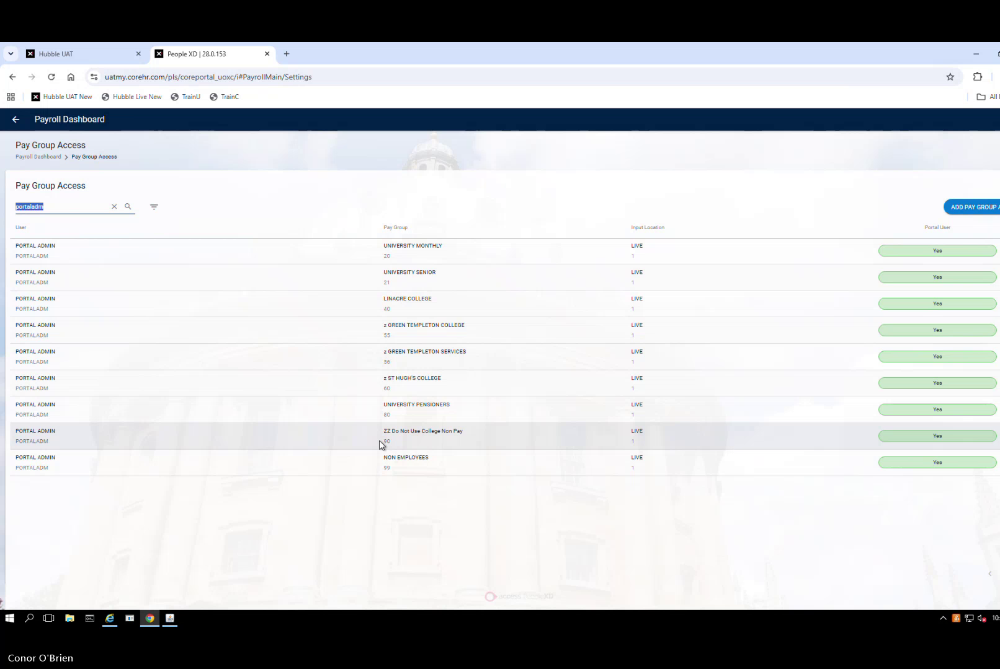 Hubble UAT
People XD | 28.0.153
uatmy.corehr.com/pls/coreportal_uoxc/i#PayrollMain/Settings
Hubble UAT New Hubble Live New TrainU TrainC All
Payroll Dashboard
Pay Group Access
Payroll Dashboard > Pay Group Access
Pay Group Access
portaladm
ADD PAY GROUP A
User Pay Group Input Location Portal User
PORTAL ADMIN UNIVERSITY MONTHLY LIVE Yes
PORTALADM 20 1
PORTAL ADMIN UNIVERSITY SENIOR LIVE Yes
PORTALADM 21 1
PORTAL ADMIN LINACRE COLLEGE LIVE Yes
PORTALADM 40 1
PORTAL ADMIN z GREEN TEMPLETON COLLEGE LIVE Yes
PORTALADM 55 1
PORTAL ADMIN z GREEN TEMPLETON SERVICES LIVE Yes
PORTALADM 56 1
PORTAL ADMIN z ST HUGH'S COLLEGE LIVE Yes
PORTALADM 60 1
PORTAL ADMIN UNIVERSITY PENSIONERS LIVE Yes
PORTALADM 80 1
PORTAL ADMIN ZZ Do Not Use College Non Pay LIVE Yes
PORTALADM 90 1
PORTAL ADMIN NON EMPLOYEES LIVE Yes
PORTALADM 99 1
access PeopleXD
10:
Conor O'Brien